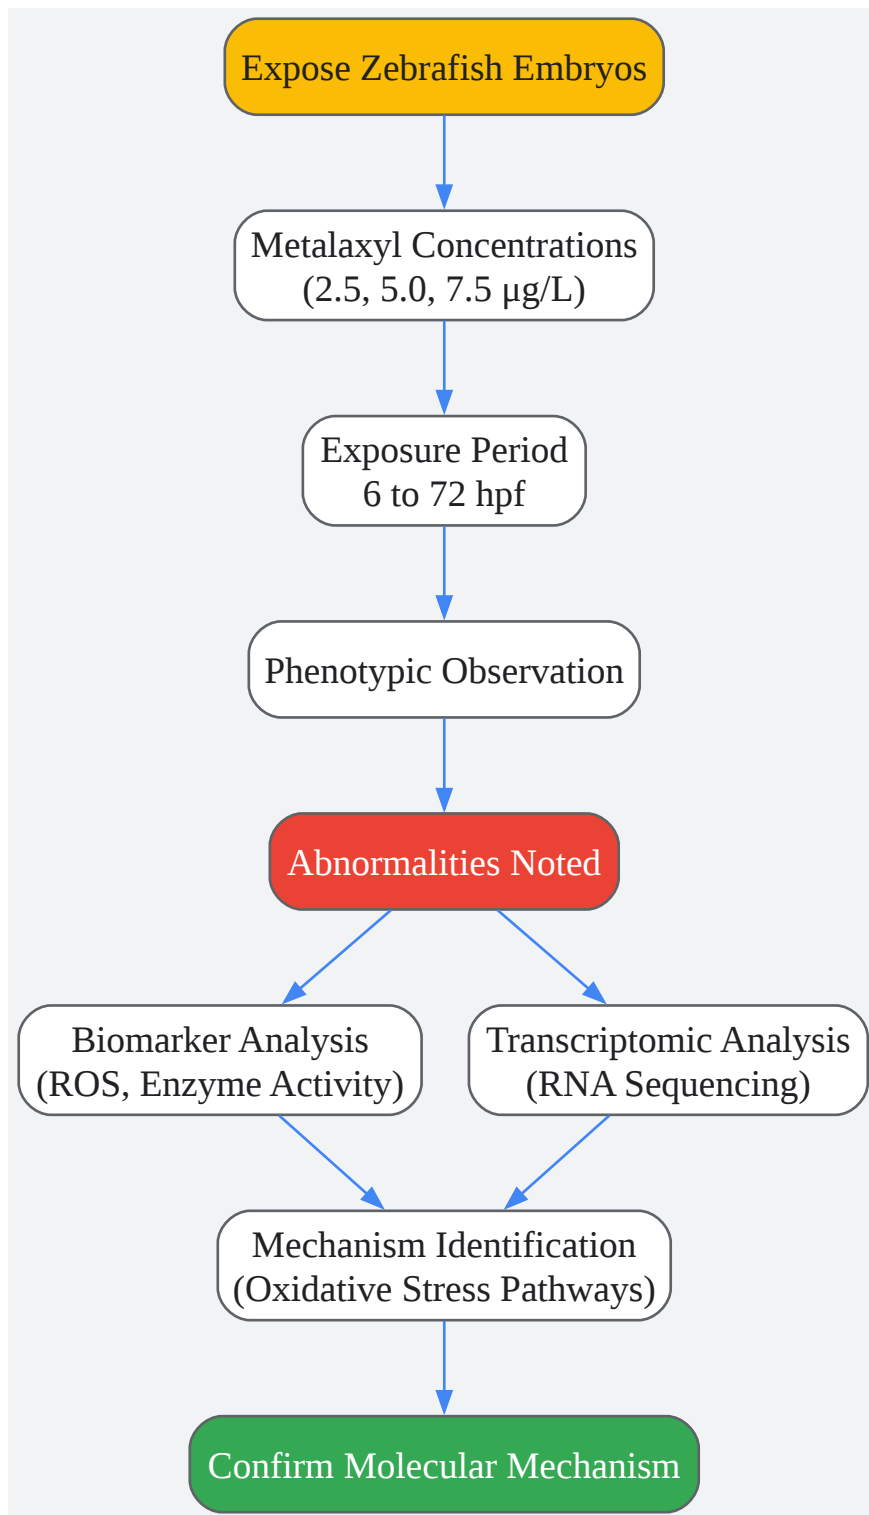 Expose Zebrafish Embryos
Metalaxyl Concentrations
(2.5, 5.0, 7.5 μg/L)
Exposure Period
6 to 72 hpf
Phenotypic Observation
Abnormalities Noted
Biomarker Analysis
(ROS, Enzyme Activity)
Transcriptomic Analysis
(RNA Sequencing)
Mechanism Identification
(Oxidative Stress Pathways)
Confirm Molecular Mechanism